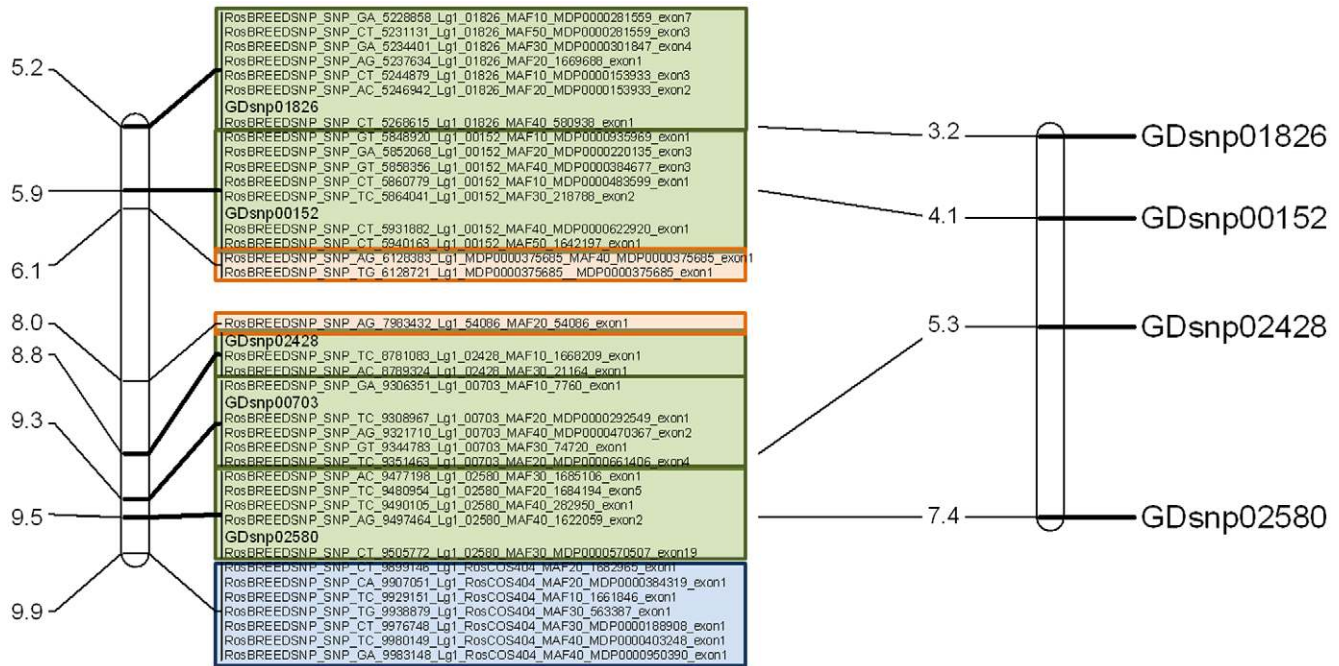 5.2
5.9
6.1
8.0
8.8
9.3
9.5
9.9
RosBREEDSNP_SNP_GA_5228858_Lg1_01826_MAF10_MDP0000281559_exon7
RosBREEDSNP_SNP_CT_5231131_Lg1_01826_MAF50_MDP0000281559_exon3
RosBREEDSNP_SNP_GA_5234401_Lg1_01826_MAF30_MDP0000301847_exon4
RosBREEDSNP_SNP_AG_5237634_Lg1_01826_MAF20_1669688_exon1
RosBREEDSNP_SNP_CT_5244879_Lg1_01826_MAF10_MDP0000153933_exon3
RosBREEDSNP_SNP_AC_5246942_Lg1_01826_MAF20_MDP0000153933_exon2
GDsnp01826
RosBREEDSNP_SNP_CT_5268615_Lg1_01826_MAF40_580938_exon1
RosBREEDSNP_SNP_GT_5848920_Lg1_00152_MAF10_MDP0000935969_exon1
RosBREEDSNP_SNP_GA_5852068_Lg1_00152_MAF20_MDP0000220135_exon3
RosBREEDSNP_SNP_GT_5858356_Lg1_00152_MAF40_MDP0000384677_exon3
RosBREEDSNP_SNP_CT_5860779_Lg1_00152_MAF10_MDP0000483599_exon1
RosBREEDSNP_SNP_TC_5864041_Lg1_00152_MAF30_218788_exon2
GDsnp00152
RosBREEDSNP_SNP_CT_5931882_Lg1_00152_MAF40_MDP0000622920_exon1
RosBREEDSNP_SNP_CT_5940163_Lg1_00152_MAF50_1642197_exon1
RosBREEDSNP_SNP_AG_6128383_Lg1_MDP0000375685_MAF40_MDP0000375685_exon1
RosBREEDSNP_SNP_TG_6128721_Lg1_MDP0000375685__MDP0000375685_exon1
RosBREEDSNP_SNP_AG_7983432_Lg1_54086_MAF20_54086_exon1
GDsnp02428
RosBREEDSNP_SNP_TC_8781083_Lg1_02428_MAF10_1668209_exon1
RosBREEDSNP_SNP_AC_8789324_Lg1_02428_MAF30_21164_exon1
RosBREEDSNP_SNP_GA_9306351_Lg1_00703_MAF10_7760_exon1
GDsnp00703
RosBREEDSNP_SNP_TC_9308967_Lg1_00703_MAF20_MDP0000292549_exon1
RosBREEDSNP_SNP_AG_9321710_Lg1_00703_MAF40_MDP0000470367_exon2
RosBREEDSNP_SNP_GT_9344783_Lg1_00703_MAF30_74720_exon1
RosBREEDSNP_SNP_TC_9351463_Lg1_00703_MAF20_MDP0000661406_exon4
RosBREEDSNP_SNP_AC_9477198_Lg1_02580_MAF30_1685106_exon1
RosBREEDSNP_SNP_TC_9480954_Lg1_02580_MAF20_1684194_exon5
RosBREEDSNP_SNP_TC_9490105_Lg1_02580_MAF40_282950_exon1
RosBREEDSNP_SNP_AG_9497464_Lg1_02580_MAF40_1622059_exon2
GDsnp02580
RosBREEDSNP_SNP_CT_9505772_Lg1_02580_MAF30_MDP0000570507_exon19
RosBREEDSNP_SNP_CT_9899146_Lg1_RosCOS404_MAF20_1682965_exon1
RosBREEDSNP_SNP_CA_9907051_Lg1_RosCOS404_MAF20_MDP0000384319_exon1
RosBREEDSNP_SNP_TC_9929151_Lg1_RosCOS404_MAF10_1661846_exon1
RosBREEDSNP_SNP_TG_9938879_Lg1_RosCOS404_MAF30_563387_exon1
RosBREEDSNP_SNP_CT_9976748_Lg1_RosCOS404_MAF30_MDP0000188908_exon1
RosBREEDSNP_SNP_TC_9980149_Lg1_RosCOS404_MAF40_MDP0000403248_exon1
RosBREEDSNP_SNP_GA_9983148_Lg1_RosCOS404_MAF40_MDP0000950390_exon1
3.2 GDsnp01826
4.1 GDsnp00152
5.3 GDsnp02428
7.4 GDsnp02580